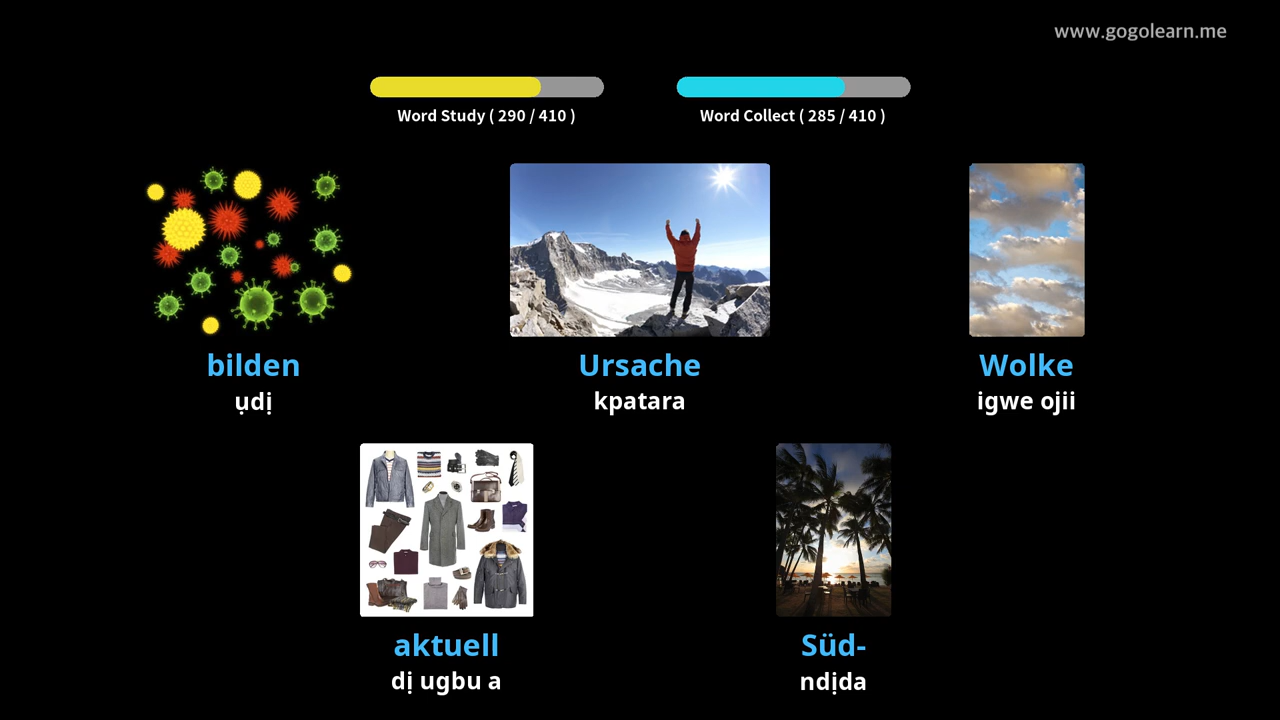 www.gogolearn.me
Word Study ( 290 / 410 )
Word Collect ( 285 / 410 )
bilden
ụdị
Ursache
kpatara
Wolke
igwe ojii
aktuell
dị ugbu a
Süd-
ndịda